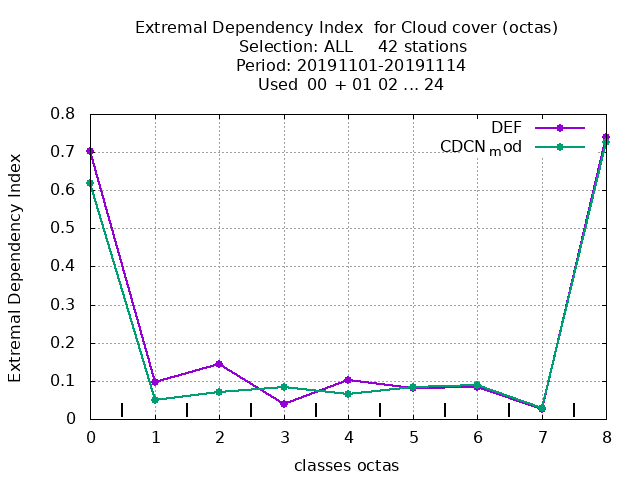 Extremal Dependency Index  for Cloud cover (octas)
Selection: ALL     42 stations
Period: 20191101-20191114
Used  00 + 01 02 ... 24
Extremal Dependency Index
0.8
0.7
0.6
0.5
0.4
0.3
0.2
0.1
0
DEF
CDCNmod
0 1 2 3 4 5 6 7 8
classes octas